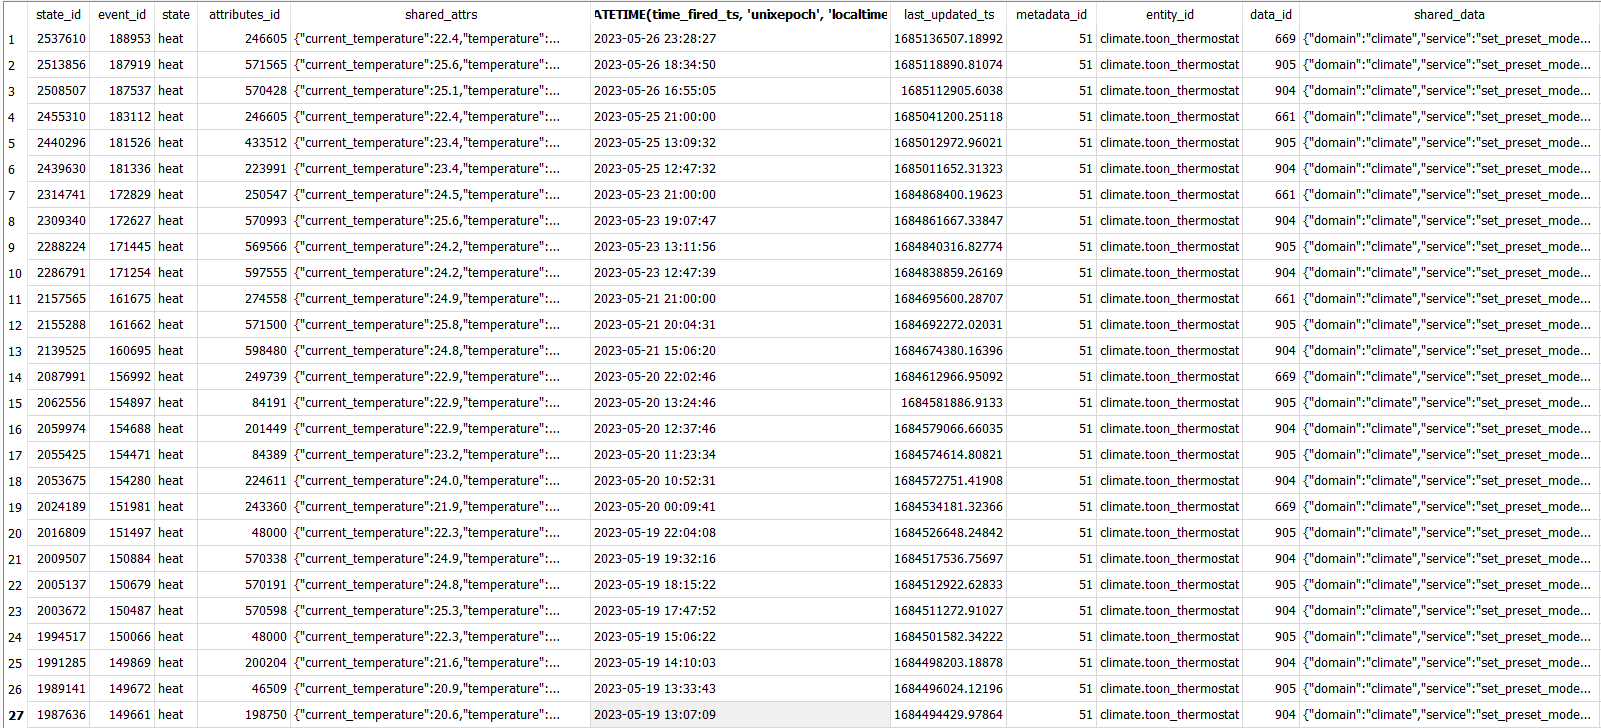 state_id event_id state attributes_id shared_attrs ATETIME(time_fired_ts, 'unixepoch', 'localtime last_updated_ts metadata_id entity_id data_id shared_data
1 2537610 188953 heat 246605 {"current_temperature":22.4,"temperature":... 2023-05-26 23:28:27 1685136507.18992 51 climate.toon_thermostat 669 {"domain":"climate","service":"set_preset_mode...
2 2513856 187919 heat 571565 {"current_temperature":25.6,"temperature":... 2023-05-26 18:34:50 1685118890.81074 51 climate.toon_thermostat 905 {"domain":"climate","service":"set_preset_mode...
3 2508507 187537 heat 570428 {"current_temperature":25.1,"temperature":... 2023-05-26 16:55:05 1685112905.6038 51 climate.toon_thermostat 904 {"domain":"climate","service":"set_preset_mode...
4 2455310 183112 heat 246605 {"current_temperature":22.4,"temperature":... 2023-05-25 21:00:00 1685041200.25118 51 climate.toon_thermostat 661 {"domain":"climate","service":"set_preset_mode...
5 2440296 181526 heat 433512 {"current_temperature":23.4,"temperature":... 2023-05-25 13:09:32 1685012972.96021 51 climate.toon_thermostat 905 {"domain":"climate","service":"set_preset_mode...
6 2439630 181336 heat 223991 {"current_temperature":23.4,"temperature":... 2023-05-25 12:47:32 1685011652.31323 51 climate.toon_thermostat 904 {"domain":"climate","service":"set_preset_mode...
7 2314741 172829 heat 250547 {"current_temperature":24.5,"temperature":... 2023-05-23 21:00:00 1684868400.19623 51 climate.toon_thermostat 661 {"domain":"climate","service":"set_preset_mode...
8 2309340 172627 heat 570993 {"current_temperature":25.6,"temperature":... 2023-05-23 19:07:47 1684861667.33847 51 climate.toon_thermostat 904 {"domain":"climate","service":"set_preset_mode...
9 2288224 171445 heat 569566 {"current_temperature":24.2,"temperature":... 2023-05-23 13:11:56 1684840316.82774 51 climate.toon_thermostat 905 {"domain":"climate","service":"set_preset_mode...
10 2286791 171254 heat 597555 {"current_temperature":24.2,"temperature":... 2023-05-23 12:47:39 1684838859.26169 51 climate.toon_thermostat 904 {"domain":"climate","service":"set_preset_mode...
11 2157565 161675 heat 274558 {"current_temperature":24.9,"temperature":... 2023-05-21 21:00:00 1684695600.28707 51 climate.toon_thermostat 661 {"domain":"climate","service":"set_preset_mode...
12 2155288 161662 heat 571500 {"current_temperature":25.8,"temperature":... 2023-05-21 20:04:31 1684692272.02031 51 climate.toon_thermostat 905 {"domain":"climate","service":"set_preset_mode...
13 2139525 160695 heat 598480 {"current_temperature":24.8,"temperature":... 2023-05-21 15:06:20 1684674380.16396 51 climate.toon_thermostat 904 {"domain":"climate","service":"set_preset_mode...
14 2087991 156992 heat 249739 {"current_temperature":22.9,"temperature":... 2023-05-20 22:02:46 1684612966.95092 51 climate.toon_thermostat 669 {"domain":"climate","service":"set_preset_mode...
15 2062556 154897 heat 84191 {"current_temperature":22.9,"temperature":... 2023-05-20 13:24:46 1684581886.9133 51 climate.toon_thermostat 905 {"domain":"climate","service":"set_preset_mode...
16 2059974 154688 heat 201449 {"current_temperature":22.9,"temperature":... 2023-05-20 12:37:46 1684579066.66035 51 climate.toon_thermostat 904 {"domain":"climate","service":"set_preset_mode...
17 2055425 154471 heat 84389 {"current_temperature":23.2,"temperature":... 2023-05-20 11:23:34 1684574614.80821 51 climate.toon_thermostat 905 {"domain":"climate","service":"set_preset_mode...
18 2053675 154280 heat 224611 {"current_temperature":24.0,"temperature":... 2023-05-20 10:52:31 1684572751.41908 51 climate.toon_thermostat 904 {"domain":"climate","service":"set_preset_mode...
19 2024189 151981 heat 243360 {"current_temperature":21.9,"temperature":... 2023-05-20 00:09:41 1684534181.32366 51 climate.toon_thermostat 669 {"domain":"climate","service":"set_preset_mode...
20 2016809 151497 heat 48000 {"current_temperature":22.3,"temperature":... 2023-05-19 22:04:08 1684526648.24842 51 climate.toon_thermostat 905 {"domain":"climate","service":"set_preset_mode...
21 2009507 150884 heat 570338 {"current_temperature":24.9,"temperature":... 2023-05-19 19:32:16 1684517536.75697 51 climate.toon_thermostat 904 {"domain":"climate","service":"set_preset_mode...
22 2005137 150679 heat 570191 {"current_temperature":24.8,"temperature":... 2023-05-19 18:15:22 1684512922.62833 51 climate.toon_thermostat 905 {"domain":"climate","service":"set_preset_mode...
23 2003672 150487 heat 570598 {"current_temperature":25.3,"temperature":... 2023-05-19 17:47:52 1684511272.91027 51 climate.toon_thermostat 904 {"domain":"climate","service":"set_preset_mode...
24 1994517 150066 heat 48000 {"current_temperature":22.3,"temperature":... 2023-05-19 15:06:22 1684501582.34222 51 climate.toon_thermostat 905 {"domain":"climate","service":"set_preset_mode...
25 1991285 149869 heat 200204 {"current_temperature":21.6,"temperature":... 2023-05-19 14:10:03 1684498203.18878 51 climate.toon_thermostat 904 {"domain":"climate","service":"set_preset_mode...
26 1989141 149672 heat 46509 {"current_temperature":20.9,"temperature":... 2023-05-19 13:33:43 1684496024.12196 51 climate.toon_thermostat 905 {"domain":"climate","service":"set_preset_mode...
27 1987636 149661 heat 198750 {"current_temperature":20.6,"temperature":... 2023-05-19 13:07:09 1684494429.97864 51 climate.toon_thermostat 904 {"domain":"climate","service":"set_preset_mode...